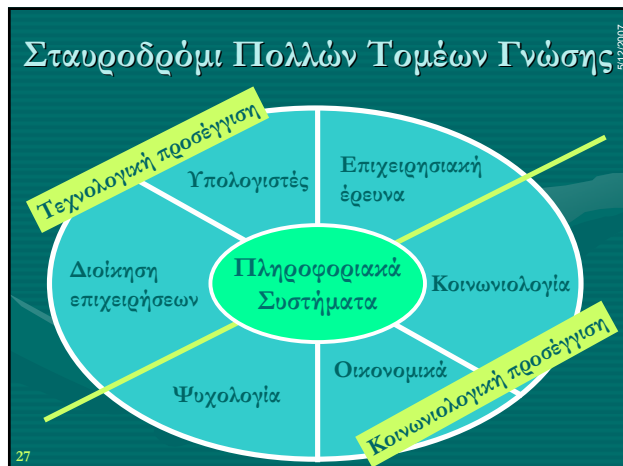 Σταυροδρόμι Πολλών Τομέων Γνώσης
5/12/2007
Τεχνολογική προσέγγιση
Υπολογιστές
Επιχειρησιακή
έρευνα
Διοίκηση
επιχειρήσεων
Πληροφοριακά
Συστήματα
Κοινωνιολογία
Ψυχολογία
Οικονομικά
Κοινωνιολογική προσέγγιση
27